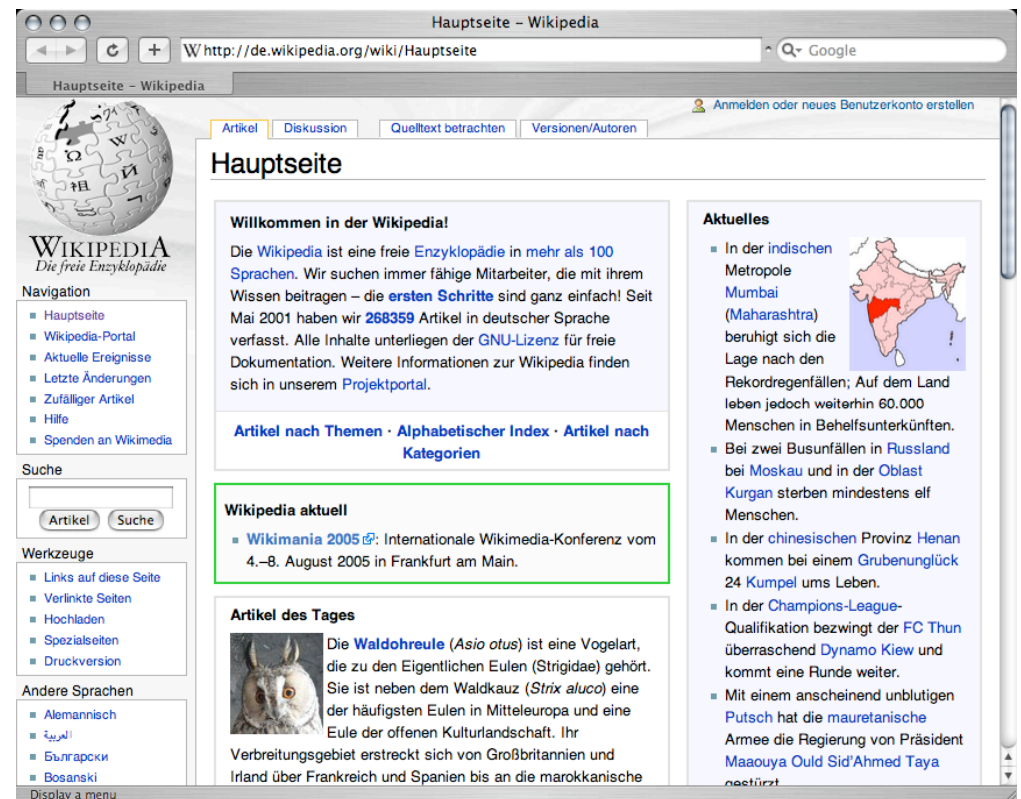 Hauptseite – Wikipedia
http://de.wikipedia.org/wiki/Hauptseite
Google
Hauptseite – Wikipedia
Anmelden oder neues Benutzerkonto erstellen
Artikel Diskussion Quelltext betrachten Versionen/Autoren
WIKIPEDIA
Die freie Enzyklopädie
Navigation
Hauptseite
Wikipedia-Portal
Aktuelle Ereignisse
Letzte Änderungen
Zufälliger Artikel
Hilfe
Spenden an Wikimedia
Suche
Artikel Suche
Werkzeuge
Links auf diese Seite
Verlinkte Seiten
Hochladen
Spezialseiten
Druckversion
Andere Sprachen
Alemannisch
العربية
Български
Bosanski
Hauptseite
Willkommen in der Wikipedia!
Die Wikipedia ist eine freie Enzyklopädie in mehr als 100
Sprachen. Wir suchen immer fähige Mitarbeiter, die mit ihrem
Wissen beitragen – die ersten Schritte sind ganz einfach! Seit
Mai 2001 haben wir 268359 Artikel in deutscher Sprache
verfasst. Alle Inhalte unterliegen der GNU-Lizenz für freie
Dokumentation. Weitere Informationen zur Wikipedia finden
sich in unserem Projektportal.
Artikel nach Themen · Alphabetischer Index · Artikel nach
Kategorien
Wikipedia aktuell
Wikimania 2005: Internationale Wikimedia-Konferenz vom
4.–8. August 2005 in Frankfurt am Main.
Artikel des Tages
Die Waldohreule (Asio otus) ist eine Vogelart,
die zu den Eigentlichen Eulen (Strigidae) gehört.
Sie ist neben dem Waldkauz (Strix aluco) eine
der häufigsten Eulen in Mitteleuropa und eine
Eule der offenen Kulturlandschaft. Ihr
Verbreitungsgebiet erstreckt sich von Großbritannien und
Irland über Frankreich und Spanien bis an die marokkanische
Aktuelles
In der indischen
Metropole
Mumbai
(Maharashtra)
beruhigt sich die
Lage nach den
Rekordregenfällen; Auf dem Land
leben jedoch weiterhin 60.000
Menschen in Behelfsunterkünften.
Bei zwei Busunfällen in Russland
bei Moskau und in der Oblast
Kurgan sterben mindestens elf
Menschen.
In der chinesischen Provinz Henan
kommen bei einem Grubenunglück
24 Kumpel ums Leben.
In der Champions-League-
Qualifikation bezwingt der FC Thun
überraschend Dynamo Kiew und
kommt eine Runde weiter.
Mit einem anscheinend unblutigen
Putsch hat die mauretanische
Armee die Regierung von Präsident
Maaouya Ould Sid'Ahmed Taya
gestürzt
Display a menu